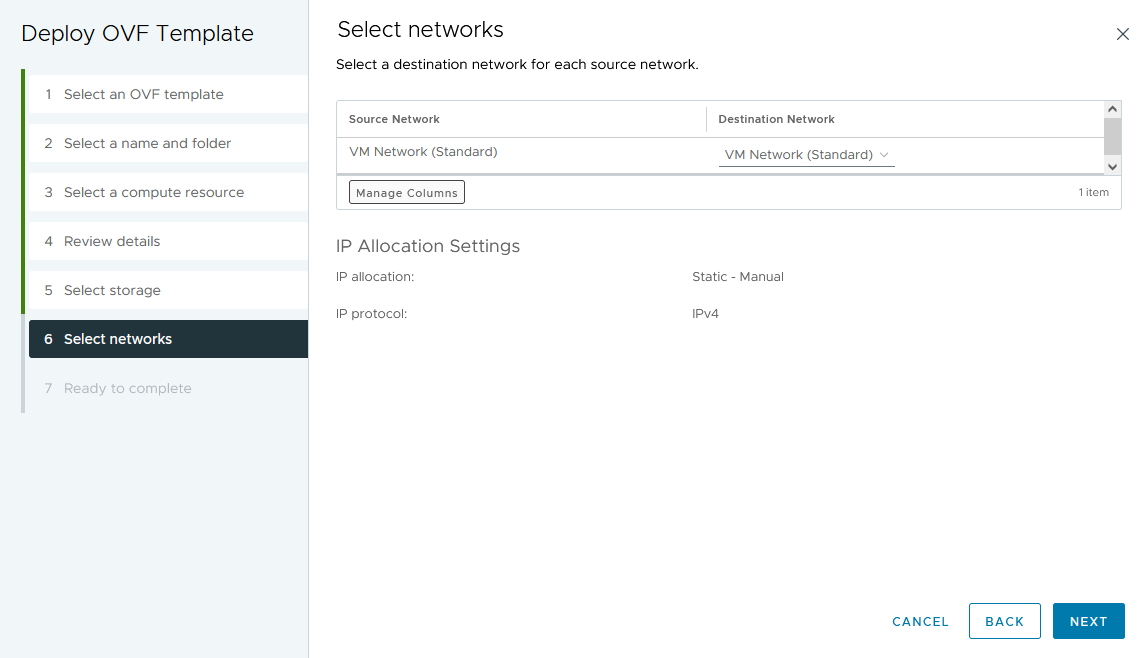 Deploy OVF Template
1 Select an OVF template
2 Select a name and folder
3 Select a compute resource
4 Review details
5 Select storage
6 Select networks
7 Ready to complete
Select networks
Select a destination network for each source network.
Source Network Destination Network
VM Network (Standard) VM Network (Standard)
Manage Columns 1 item
IP Allocation Settings
IP allocation: Static - Manual
IP protocol: IPv4
CANCEL BACK NEXT